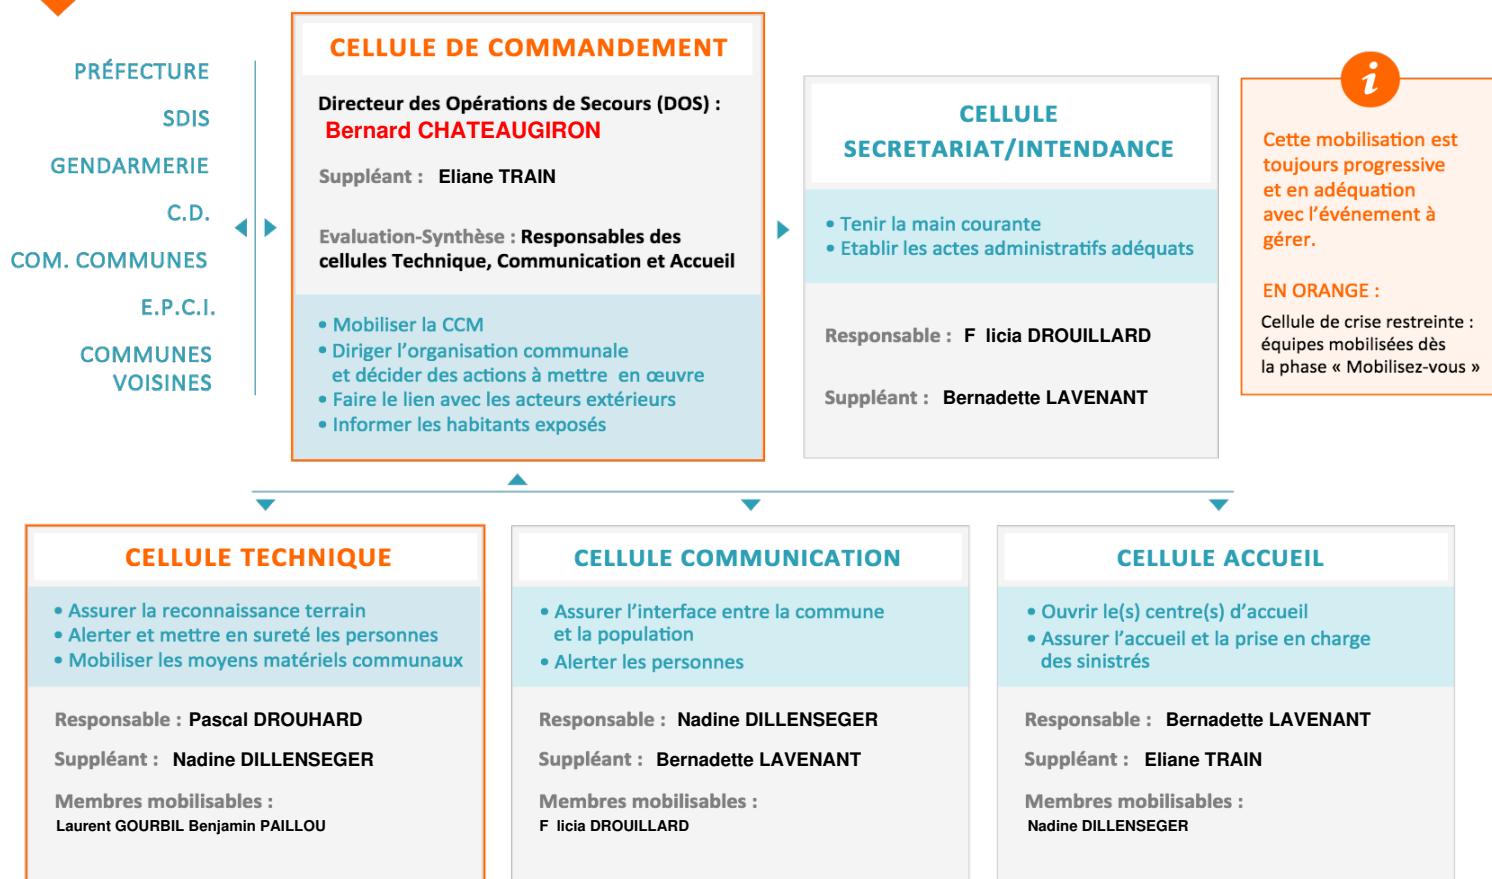 PRÉFECTURE
SDIS
GENDARMERIE
C.D.
COM. COMMUNES
E.P.C.I.
COMMUNES
VOISINES
CELLULE DE COMMANDEMENT
Directeur des Opérations de Secours (DOS) :
Bernard CHATEAUGIRON
Suppléant : Eliane TRAIN
Evaluation-Synthèse : Responsables des
cellules Technique, Communication et Accueil
• Mobiliser la CCM
• Diriger l'organisation communale
et décider des actions à mettre en œuvre
• Faire le lien avec les acteurs extérieurs
• Informer les habitants exposés
CELLULE
SECRETARIAT/INTENDANCE
• Tenir la main courante
• Etablir les actes administratifs adéquats
Responsable : F licia DROUILLARD
Suppléant : Bernadette LAVENANT
i
Cette mobilisation est
toujours progressive
et en adéquation
avec l'événement à
gérer.
EN ORANGE :
Cellule de crise restreinte :
équipes mobilisées dès
la phase « Mobilisez-vous »
CELLULE TECHNIQUE
• Assurer la reconnaissance terrain
• Alerter et mettre en sureté les personnes
• Mobiliser les moyens matériels communaux
Responsable : Pascal DROUHARD
Suppléant : Nadine DILLENSEGER
Membres mobilisables :
Laurent GOURBIL Benjamin PAILLOU
CELLULE COMMUNICATION
• Assurer l'interface entre la commune
et la population
• Alerter les personnes
Responsable : Nadine DILLENSEGER
Suppléant : Bernadette LAVENANT
Membres mobilisables :
F licia DROUILLARD
CELLULE ACCUEIL
• Ouvrir le(s) centre(s) d'accueil
• Assurer l'accueil et la prise en charge
des sinistrés
Responsable : Bernadette LAVENANT
Suppléant : Eliane TRAIN
Membres mobilisables :
Nadine DILLENSEGER